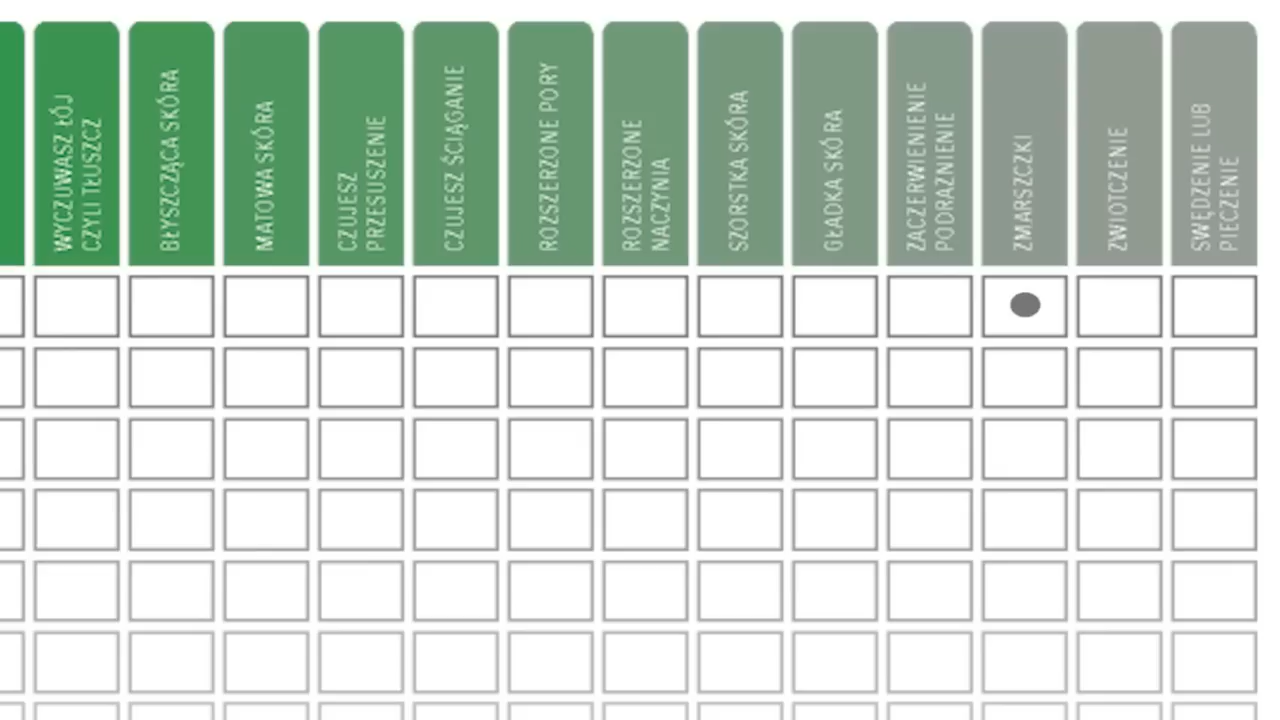 WYCZUWASZ ŁÓJ
CZYLI TŁUSZCZ
BŁYSZCZĄCA SKÓRA
MATOWA SKÓRA
CZUJESZ
PRZESUSZENIE
CZUJESZ ŚCIĄGANIE
ROZSZERZONE PORY
ROZSZERZONE
NACZYNIA
SZORSTKA SKÓRA
GŁADKA SKÓRA
ZACZERWIENIENIE
PODRAŻNIENIE
ZMARSZCZKI
ZWIOTCZENIE
SWĘDZENIE LUB
PIECZENIE